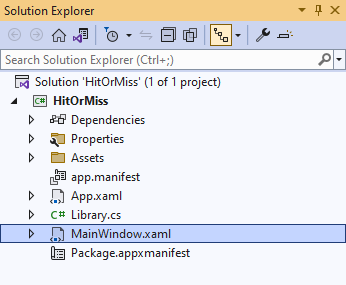 Solution Explorer
Search Solution Explorer (Ctrl+;)
Solution 'HitOrMiss' (1 of 1 project)
C# HitOrMiss
Dependencies
Properties
Assets
app.manifest
App.xaml
C# Library.cs
MainWindow.xaml
Package.appxmanifest